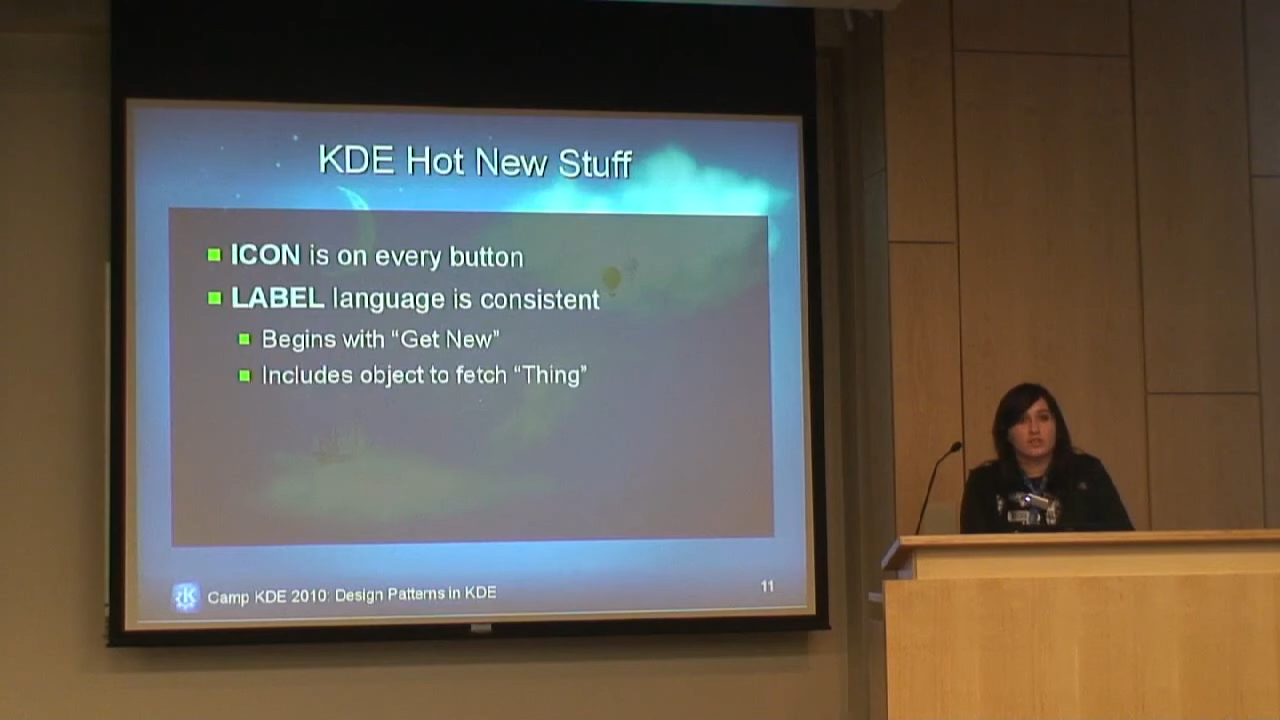 KDE Hot New Stuff
ICON is on every button
LABEL language is consistent
Begins with “Get New”
Includes object to fetch “Thing”
Camp KDE 2010: Design Patterns in KDE
11